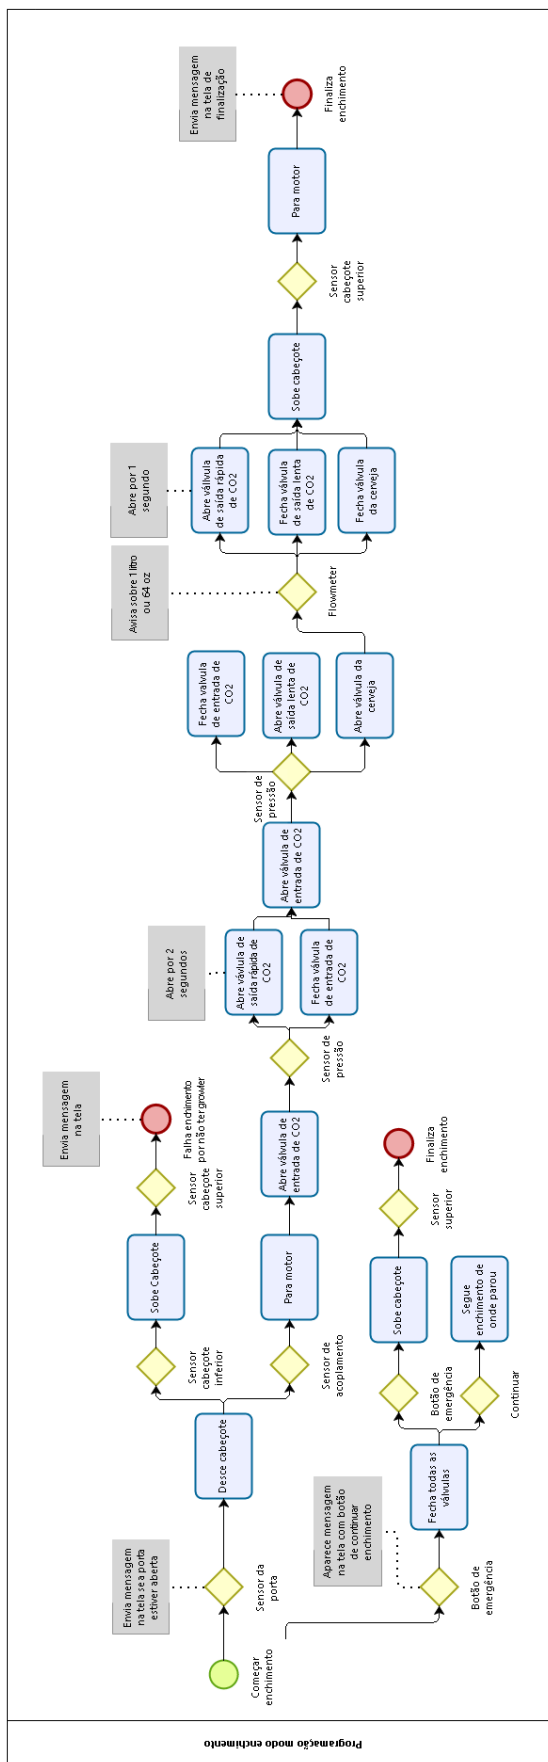 Programação modo enchimento
Começar
enchimento
Envia mensagem
na tela se a porta
estiver aberta
Sensor da
porta
Desce cabeçote
Sensor
cabeçote
inferior
Sobe Cabeçote
Sensor
cabeçote
superior
Envia mensagem
na tela
Falha enchimento
por não ter growler
Sensor de
acoplamento
Para motor
Abre válvula de
entrada de CO2
Sensor de
pressão
Abre por 2
segundos
Abre vávlula de
saída rápida de
CO2
Fecha válvula
de entrada de
CO2
Abre válvula de
entrada de CO2
Sensor de
pressão
Fecha valvula
de entrada de
CO2
Abre válvula de
saída lenta de
CO2
Abre válvula da
cerveja
Avisa sobre 1 litro
ou 64 oz
Flowmeter
Abre por 1
segundo
Abre válivula
de saída rápida
de CO2
Fecha válvula
de saída lenta
de CO2
Fecha válvula
da cerveja
Sobe cabeçote
Sensor
cabeçote
superior
Para motor
Envia mensagem
na tela de
finalização
Finaliza
enchimento
Aparece mensagem
na tela com botão
de continuar
enchimento
Botão de
emergência
Fecha todas as
válvulas
Botão de
emergência
Sobe cabeçote
Sensor
superior
Finaliza
enchimento
Continuar
Segue
enchimento de
onde parou